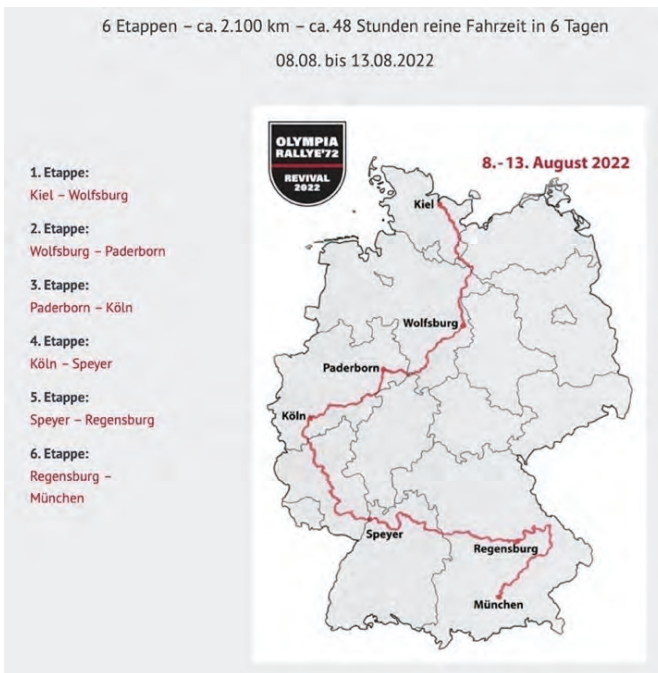 6 Etappen – ca. 2.100 km – ca. 48 Stunden reine Fahrzeit in 6 Tagen
08.08. bis 13.08.2022
1. Etappe:
Kiel – Wolfsburg
2. Etappe:
Wolfsburg – Paderborn
3. Etappe:
Paderborn – Köln
4. Etappe:
Köln – Speyer
5. Etappe:
Speyer – Regensburg
6. Etappe:
Regensburg –
München
OLYMPIA
RALLYE'72
REVIVAL
2022
8.-13. August 2022
Kiel
Wolfsburg
Paderborn
Köln
Speyer
Regensburg
München